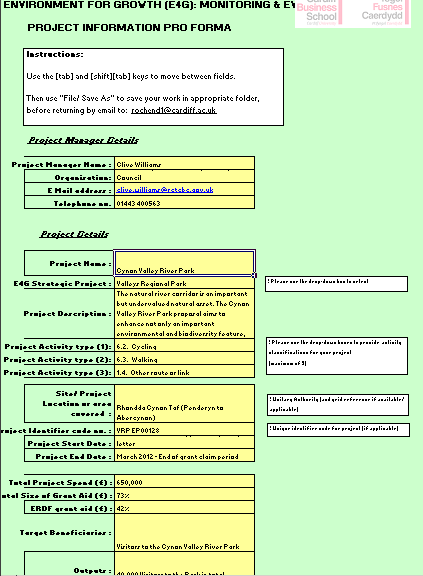 ENVIRONMENT FOR GROWTH (E4G): MONITORING & EV
Cardiff
Business
School
Fusnes
Caerdydd
PROJECT INFORMATION PRO FORMA
Instructions:
Use the [tab] and [shift][tab] keys to move between fields.
Then use "File/ Save As" to save your work in appropriate folder,
before returning by email to: rochend1@cardiff.ac.uk
Project Manager Details
Project Manager Name : Clive Williams
Organisation: Council
E Mail address : clive.williams@rctcbc.gov.uk
Telephone no. 01443 400563
Project Details
Project Name : Cynan Valley River Park
E4G Strategic Project : Valleys Regional Park
! Please use the drop-down box to select
Project Description : The natural river corridor is an important
but undervalued natural asset. The Cynan
Valley River Park proposal aims to
enhance not only an important
environmental and biodiversity feature,
Project Activity type (1): 6.2. Cycling
Project Activity type (2): 6.3. Walking
Project Activity type (3): 1.4. Other route or link
! Please use the drop-down boxes to provide activity
classifications for your project
(maximum of 3)
Site/ Project
Location or area
covered : Rhondda Cynon Taf (Penderyn to
Abercynon)
! Unitary Authority (and grid reference if available/
applicable)
roject Identifier code no. : VRP EP00128
! Unique identifier code for project (if applicable)
Project Start Date : letter
Project End Date : March 2012 - End of grant claim period
Total Project Spend (£) : 650,000
otal Size of Grant Aid (£) : 73%
ERDF grant aid (£) : 42%
Target Beneficiaries : Visitors to the Cynan Valley River Park
Outputs : 40,000 Visitors to the Park in total